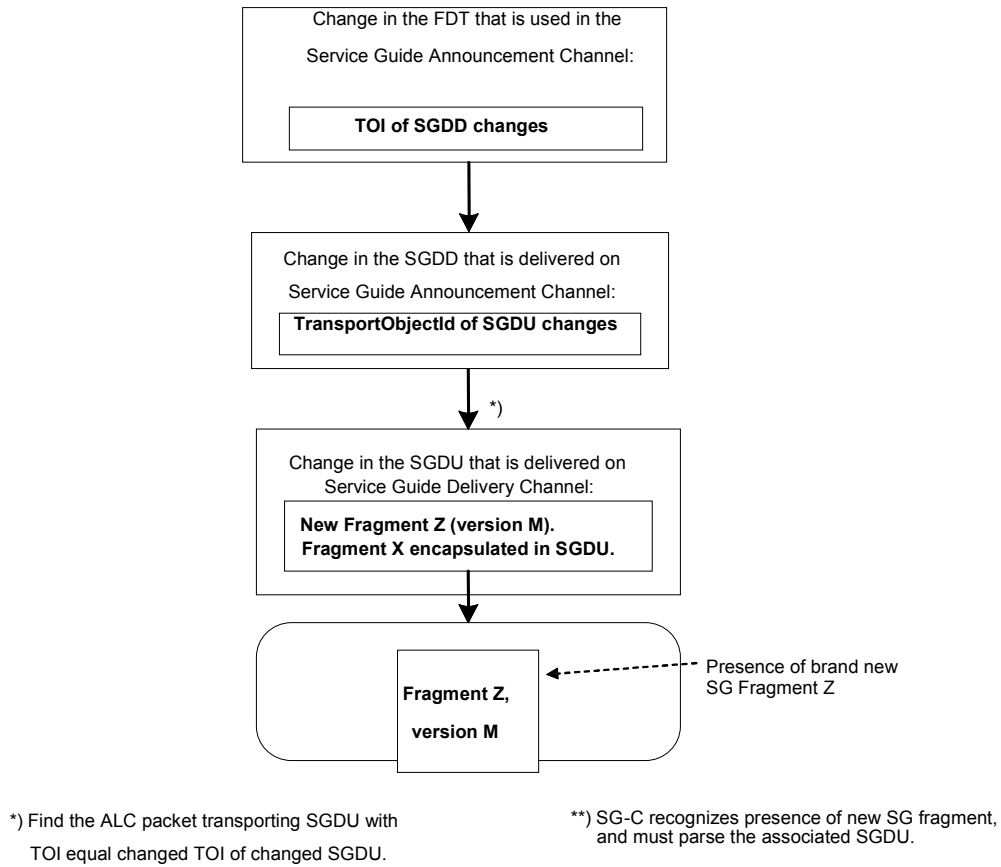 Change in the FDT that is used in the
Service Guide Announcement Channel:
TOI of SGDD changes
Change in the SGDD that is delivered on
Service Guide Announcement Channel:
TransportObjectId of SGDU changes
*)
Change in the SGDU that is delivered on
Service Guide Delivery Channel:
New Fragment Z (version M).
Fragment X encapsulated in SGDU.
Fragment Z,
version M
Presence of brand new
SG Fragment Z
*) Find the ALC packet transporting SGDU with
TOI equal changed TOI of changed SGDU.
**) SG-C recognizes presence of new SG fragment,
and must parse the associated SGDU.